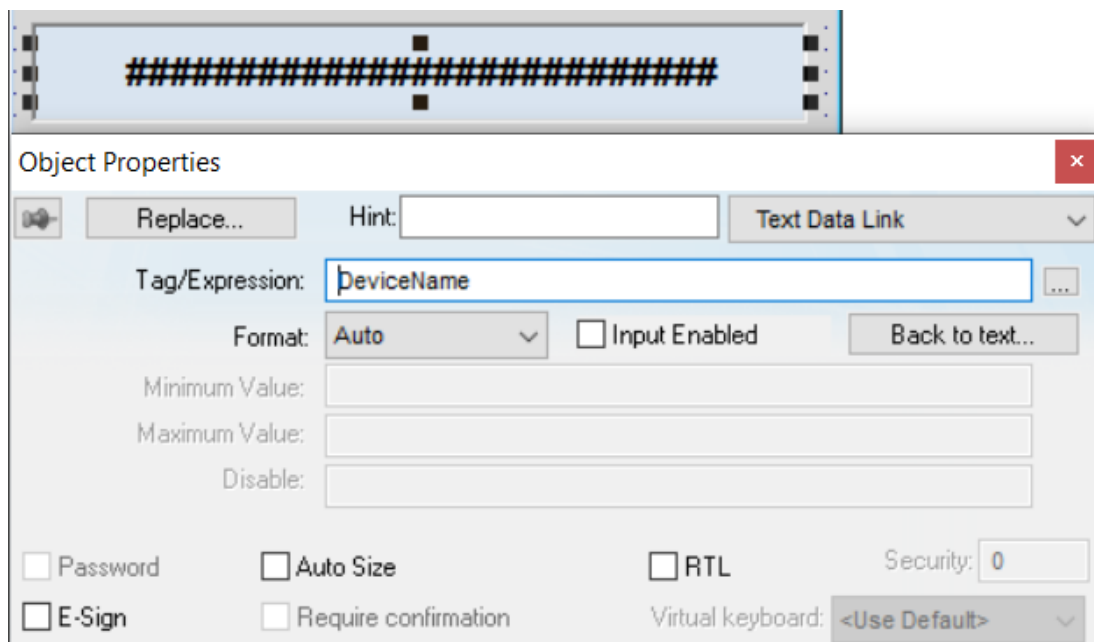 ###########################
Object Properties
Replace... Hint: Text Data Link
Tag/Expression: DeviceName ...
Format: Auto Input Enabled Back to text...
Minimum Value:
Maximum Value:
Disable:
Password Auto Size RTL Security: 0
E-Sign Require confirmation Virtual keyboard: <Use Default>